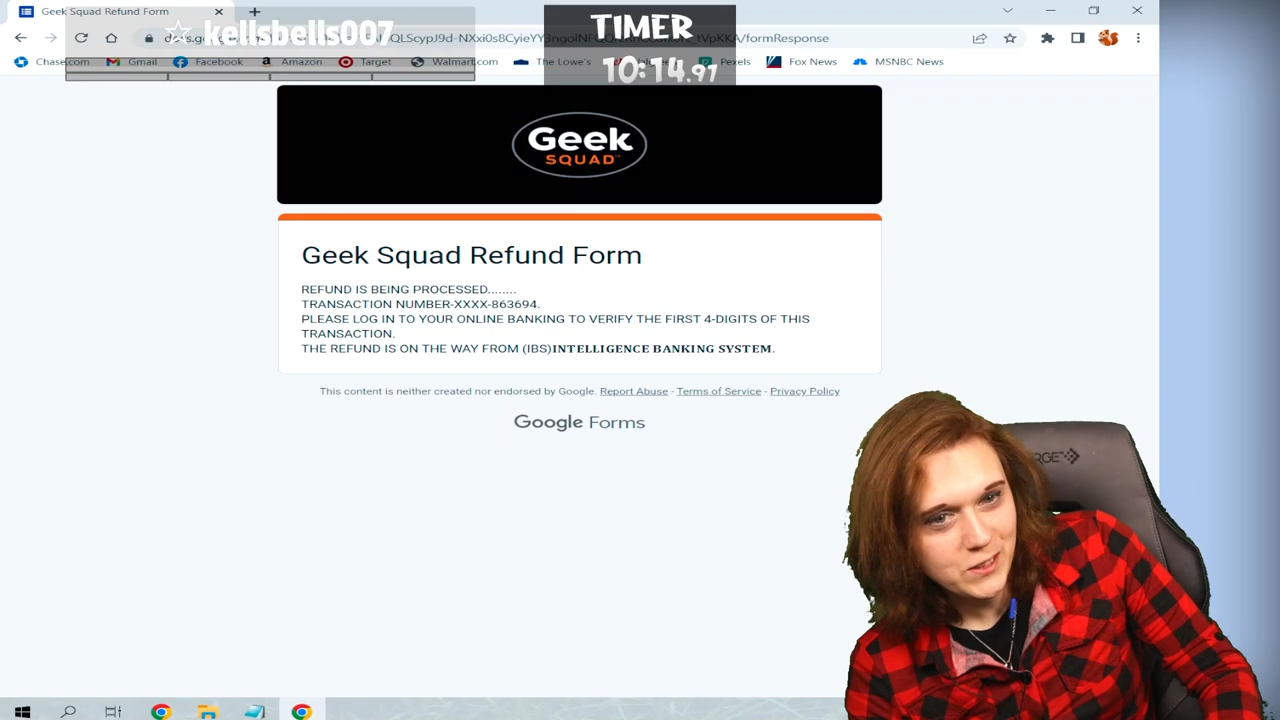 Geek Squad Refund Form
kellsbells007
TIMER
10:14.97
/formResponse
Chase.com
Gmail
Facebook
Amazon
Target
Walmart.com
The Lowe's
Pexels
Fox News
MSNBC News
Geek
SQUAD
Geek Squad Refund Form
REFUND IS BEING PROCESSED........
TRANSACTION NUMBER-XXXX-863694.
PLEASE LOG IN TO YOUR ONLINE BANKING TO VERIFY THE FIRST 4-DIGITS OF THIS
TRANSACTION.
THE REFUND IS ON THE WAY FROM (IBS)INTELLIGENCE BANKING SYSTEM.
This content is neither created nor endorsed by Google. Report Abuse - Terms of Service - Privacy Policy
Google Forms